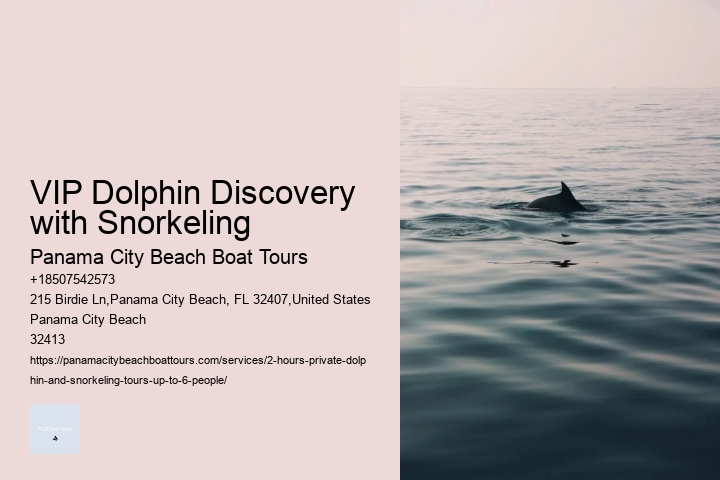 VIP Dolphin Discovery
with Snorkeling
Panama City Beach Boat Tours
+18507542573
215 Birdie Ln,Panama City Beach, FL 32407,United States
Panama City Beach
32413
https://panamacitybeachboattours.com/services/2-hours-private-dolp
hin-and-snorkeling-tours-up-to-6-people/